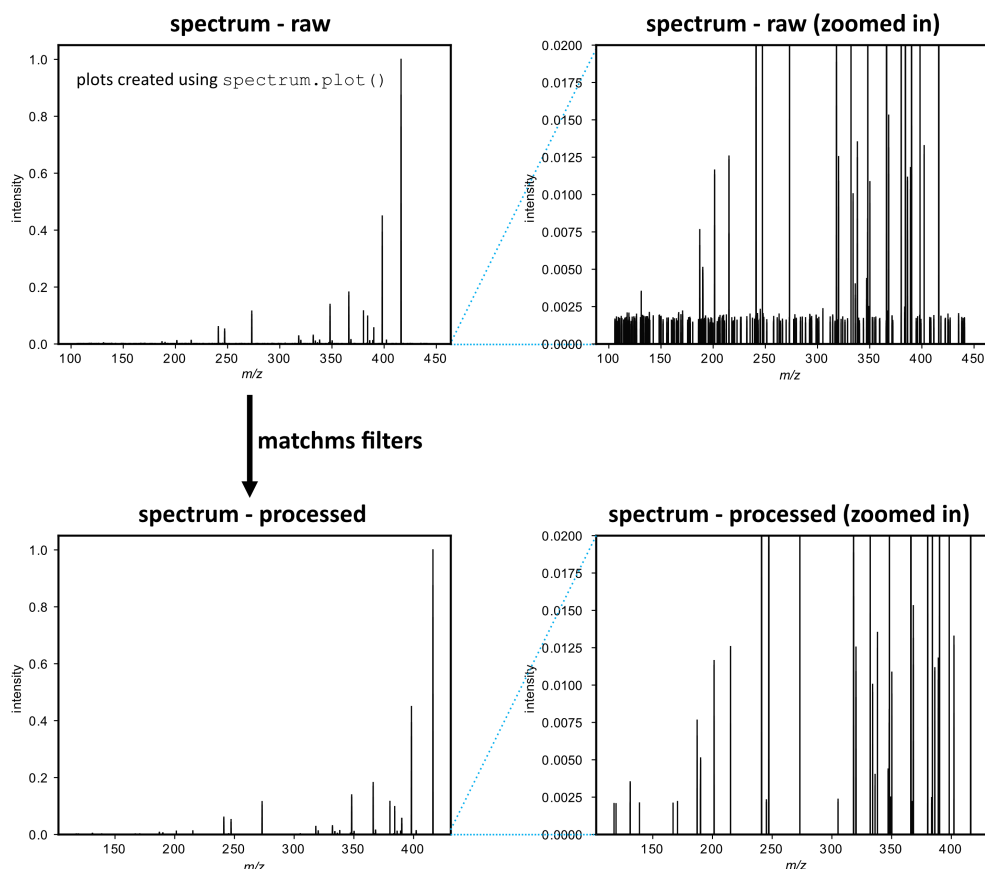 spectrum - raw
spectrum - raw (zoomed in)
plots created using spectrum.plot()
1.0
0.8
0.6
0.4
0.2
0.0
intensity
100 150 200 250 300 350 400 450
m/z
0.0200
0.0175
0.0150
0.0125
0.0100
0.0075
0.0050
0.0025
0.0000
intensity
100 150 200 250 300 350 400 450
m/z
matchms filters
spectrum - processed
spectrum - processed (zoomed in)
1.0
0.8
0.6
0.4
0.2
0.0
intensity
150 200 250 300 350 400
m/z
0.0200
0.0175
0.0150
0.0125
0.0100
0.0075
0.0050
0.0025
0.0000
intensity
150 200 250 300 350 400
m/z